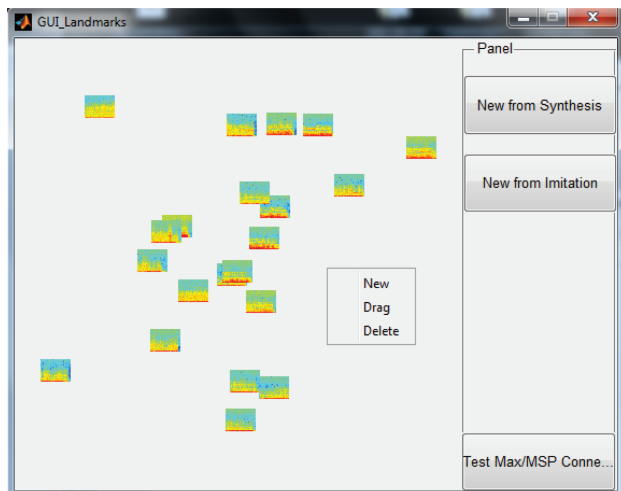 GUI_Landmarks
Panel
New from Synthesis
New from Imitation
New
Drag
Delete
Test Max/MSP Conne...